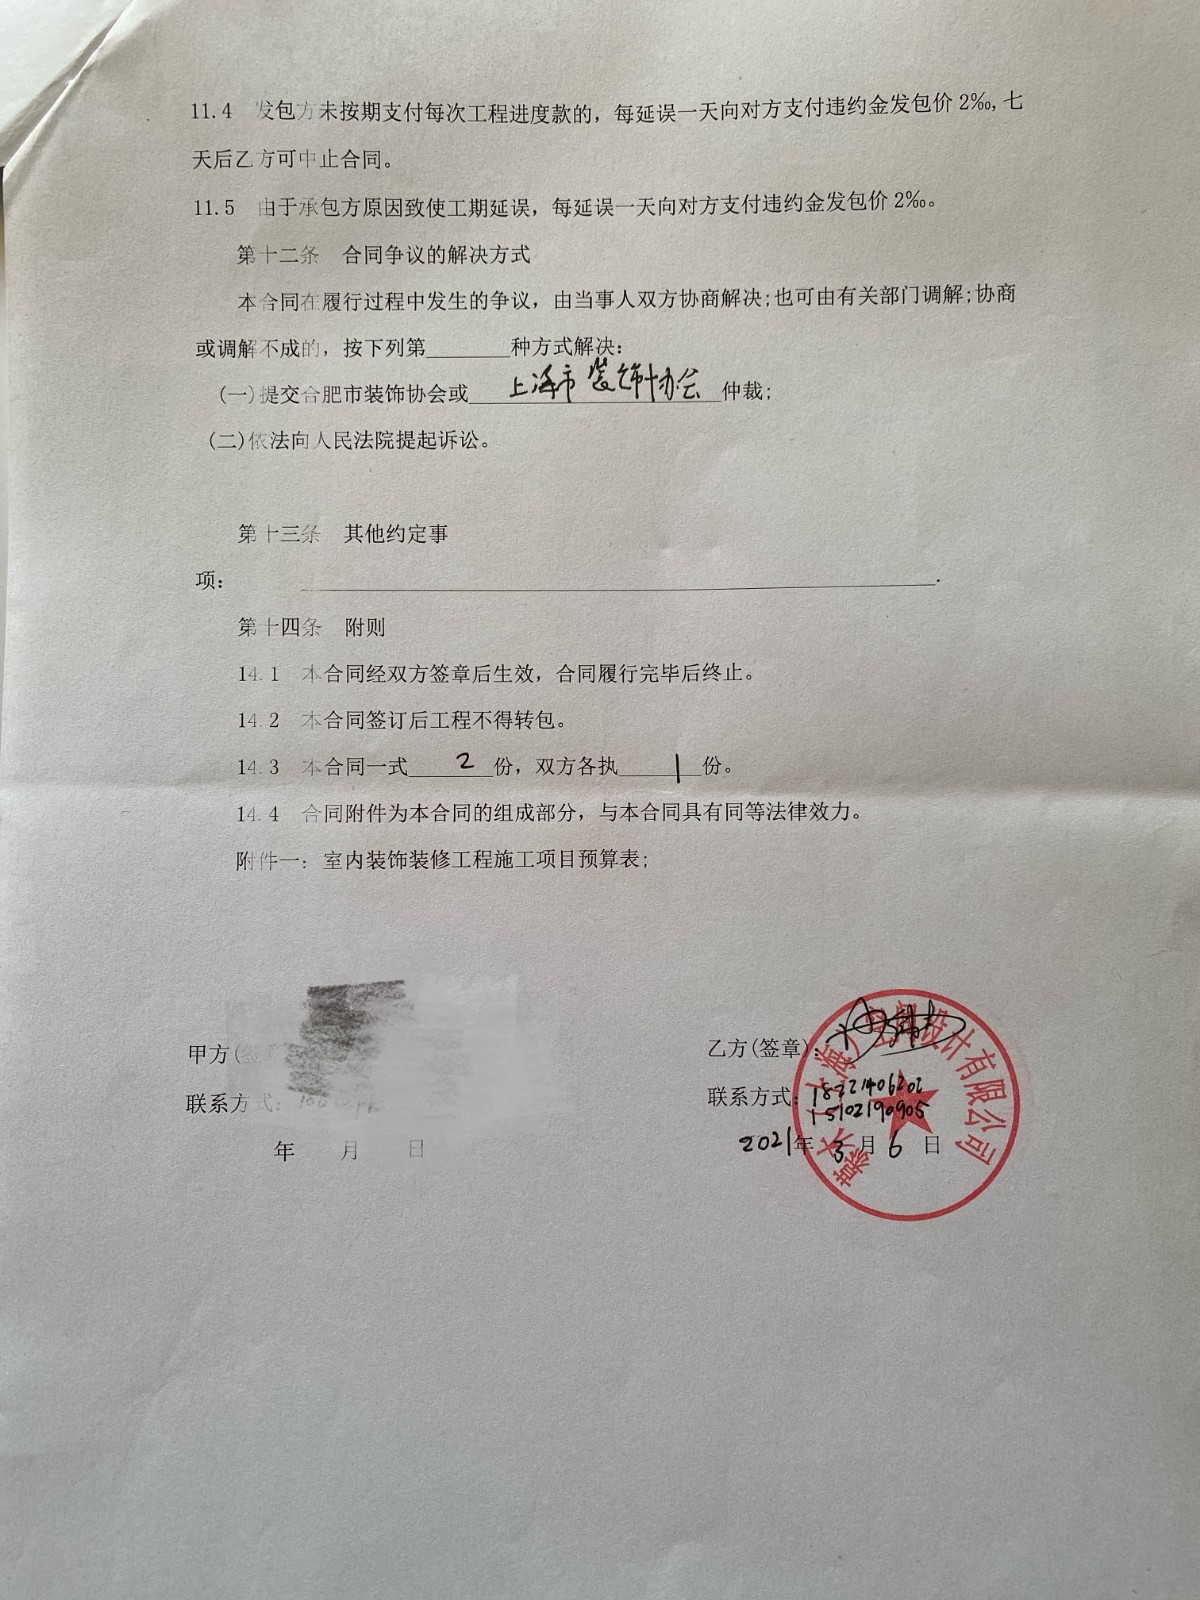 11.4 发包方未按期支付每次工程进度款的，每延误一天向对方支付违约金发包价2‰，七
天后乙方可中止合同。
11.5 由于承包方原因致使工期延误，每延误一天向对方支付违约金发包价2‰。
第十二条 合同争议的解决方式
本合同在履行过程中发生的争议，由当事人双方协商解决;也可由有关部门调解;协商
或调解不成的，按下列第________种方式解决：
(一)提交合肥市装饰协会或 上海市装饰协会 仲裁;
(二)依法向人民法院提起诉讼。
第十三条 其他约定事
项：
第十四条 附则
14.1 本合同经双方签章后生效，合同履行完毕后终止。
14.2 本合同签订后工程不得转包。
14.3 本合同一式 2 份，双方各执 1 份。
14.4 合同附件为本合同的组成部分，与本合同具有同等法律效力。
附件一：室内装饰装修工程施工项目预算表;
甲方(签章
联系方式：
年 月 日
乙方(签章)：
联系方式：18321406202
15102190905
2021年 3 月 6 日
(上海)空间设计有限公司